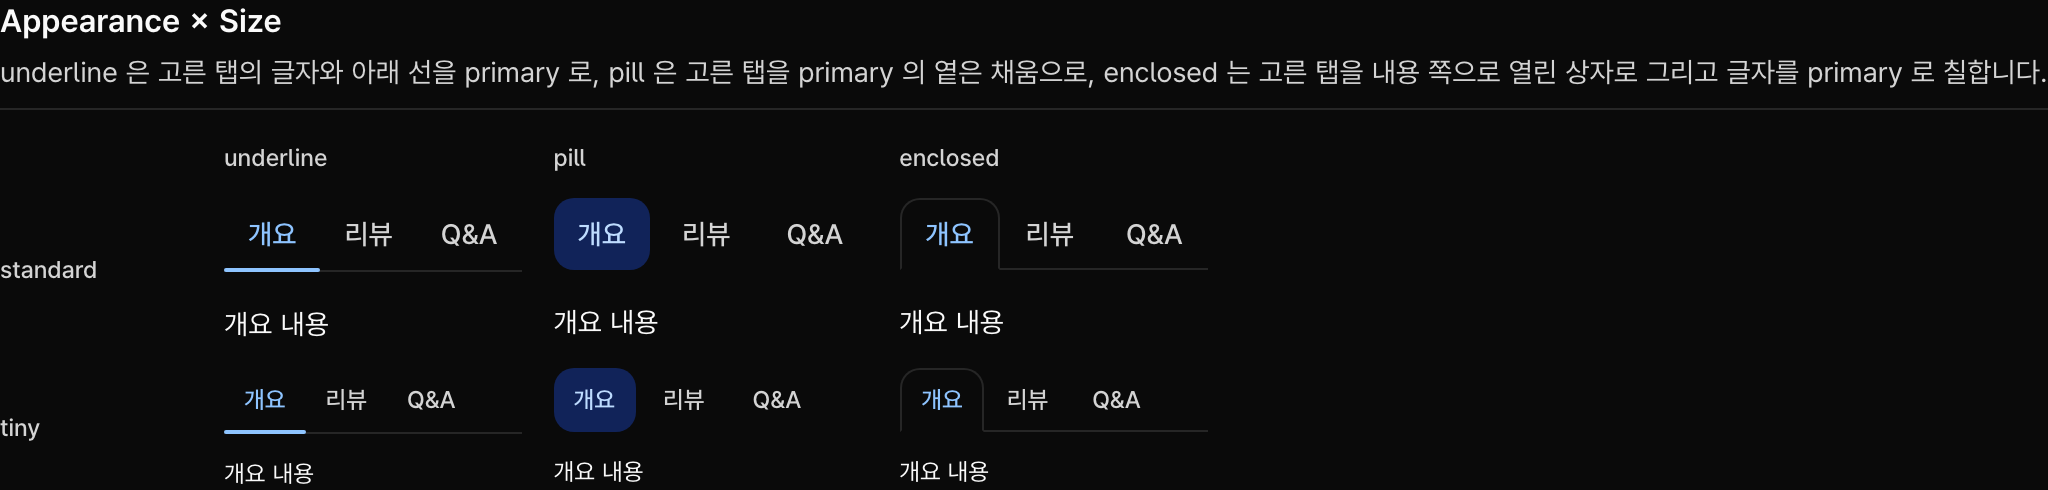 Appearance × Size
underline 은 고른 탭의 글자와 아래 선을 primary 로, pill 은 고른 탭을 primary 의 옅은 채움으로, enclosed 는 고른 탭을 내용 쪽으로 열린 상자로 그리고 글자를 primary 로 칠합니다.
underline pill enclosed
개요 리뷰 Q&A 개요 리뷰 Q&A 개요 리뷰 Q&A
standard
개요 내용 개요 내용 개요 내용
개요 리뷰 Q&A 개요 리뷰 Q&A 개요 리뷰 Q&A
tiny
개요 내용 개요 내용 개요 내용